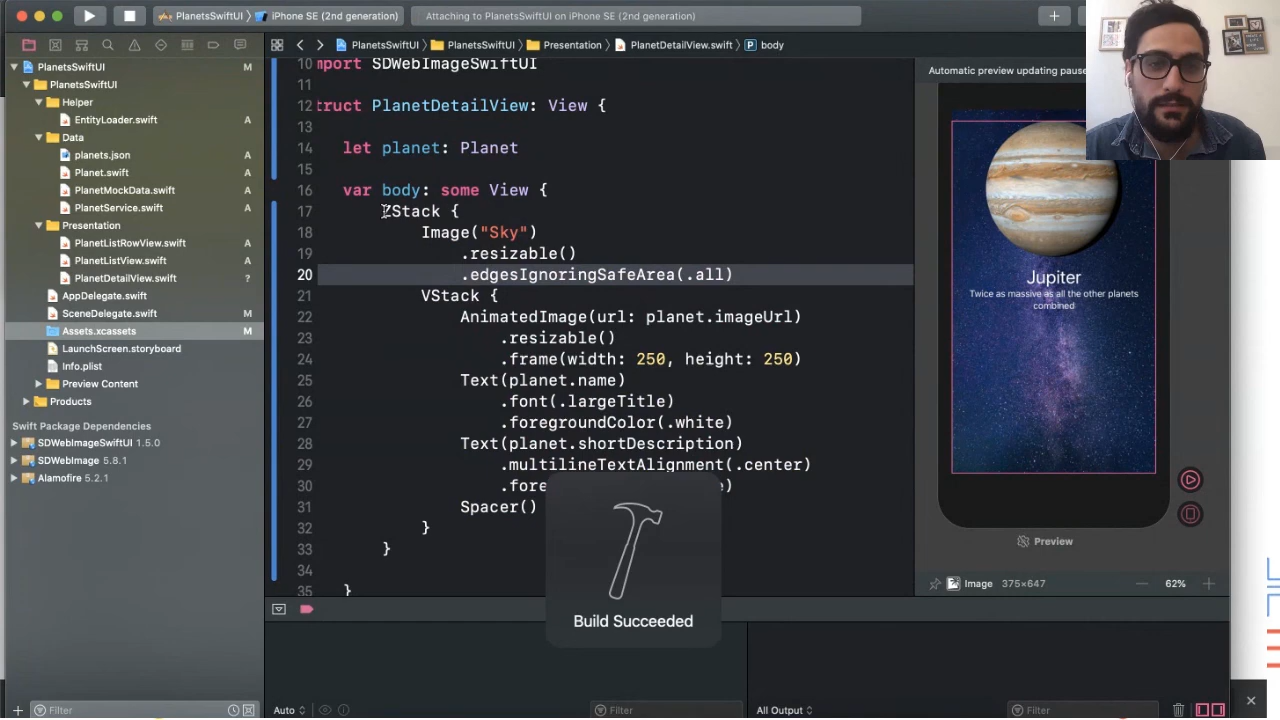 PlanetsSwiftUI
iPhone SE (2nd generation)
Attaching to PlanetsSwiftUI on iPhone SE (2nd generation)
PlanetsSwiftUI
M
PlanetsSwiftUI
Helper
EntityLoader.swift
A
Data
planets.json
A
Planet.swift
A
PlanetMockData.swift
A
PlanetService.swift
A
Presentation
PlanetListRowView.swift
A
PlanetListView.swift
A
PlanetDetailView.swift
?
AppDelegate.swift
SceneDelegate.swift
M
Assets.xcassets
M
LaunchScreen.storyboard
Info.plist
Preview Content
Products
Swift Package Dependencies
SDWebImageSwiftUI 1.5.0
SDWebImage 5.8.1
Alamofire 5.2.1
Filter
PlanetsSwiftUI
PlanetsSwiftUI
Presentation
PlanetDetailView.swift
P body
10 mport SDWebImageSwiftUI
11
12 truct PlanetDetailView: View {
13
14 let planet: Planet
15
16 var body: some View {
17 ZStack {
18 Image("Sky")
19 .resizable()
20 .edgesIgnoringSafeArea(.all)
21 VStack {
22 AnimatedImage(url: planet.imageUrl)
23 .resizable()
24 .frame(width: 250, height: 250)
25 Text(planet.name)
26 .font(.largeTitle)
27 .foregroundColor(.white)
28 Text(planet.shortDescription)
29 .multilineTextAlignment(.center)
30 )
31 Spacer()
32 }
33 }
34
35 }
Build Succeeded
Automatic preview updating pause
Jupiter
Twice as massive as all the other planets
combined
Preview
Image 375×647
62%
Auto
Filter
All Output
Filter